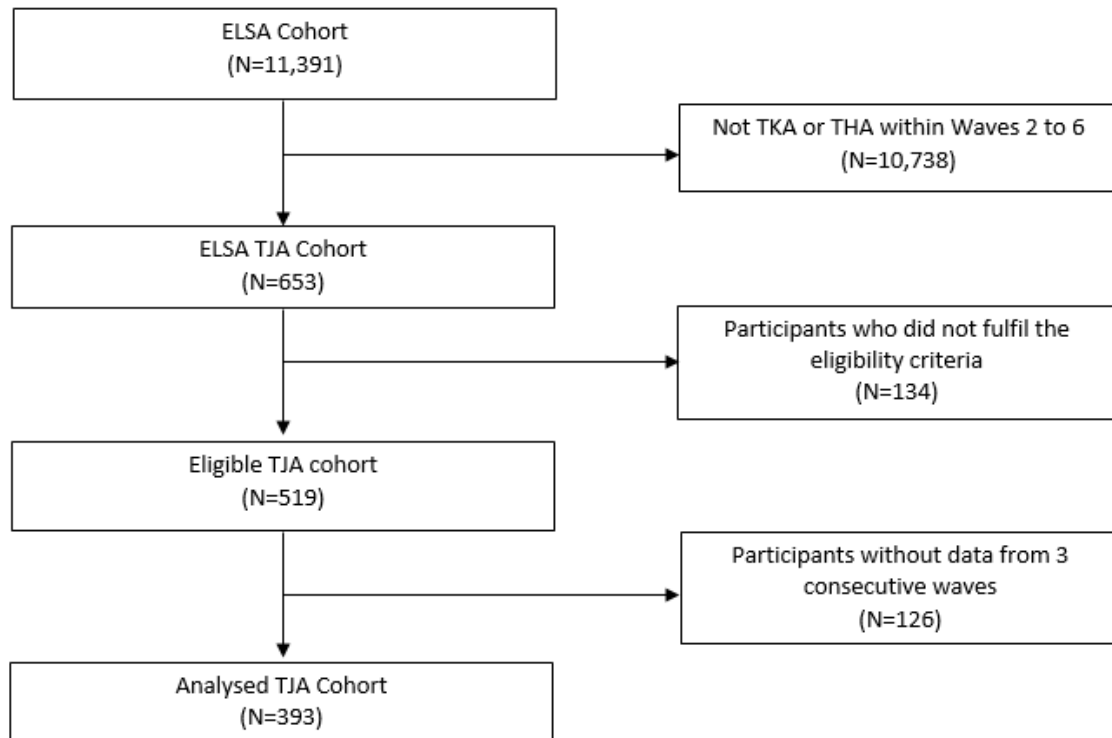 ELSA Cohort
(N=11,391)
Not TKA or THA within Waves 2 to 6
(N=10,738)
ELSA TJA Cohort
(N=653)
Participants who did not fulfil the
eligibility criteria
(N=134)
Eligible TJA cohort
(N=519)
Participants without data from 3
consecutive waves
(N=126)
Analysed TJA Cohort
(N=393)